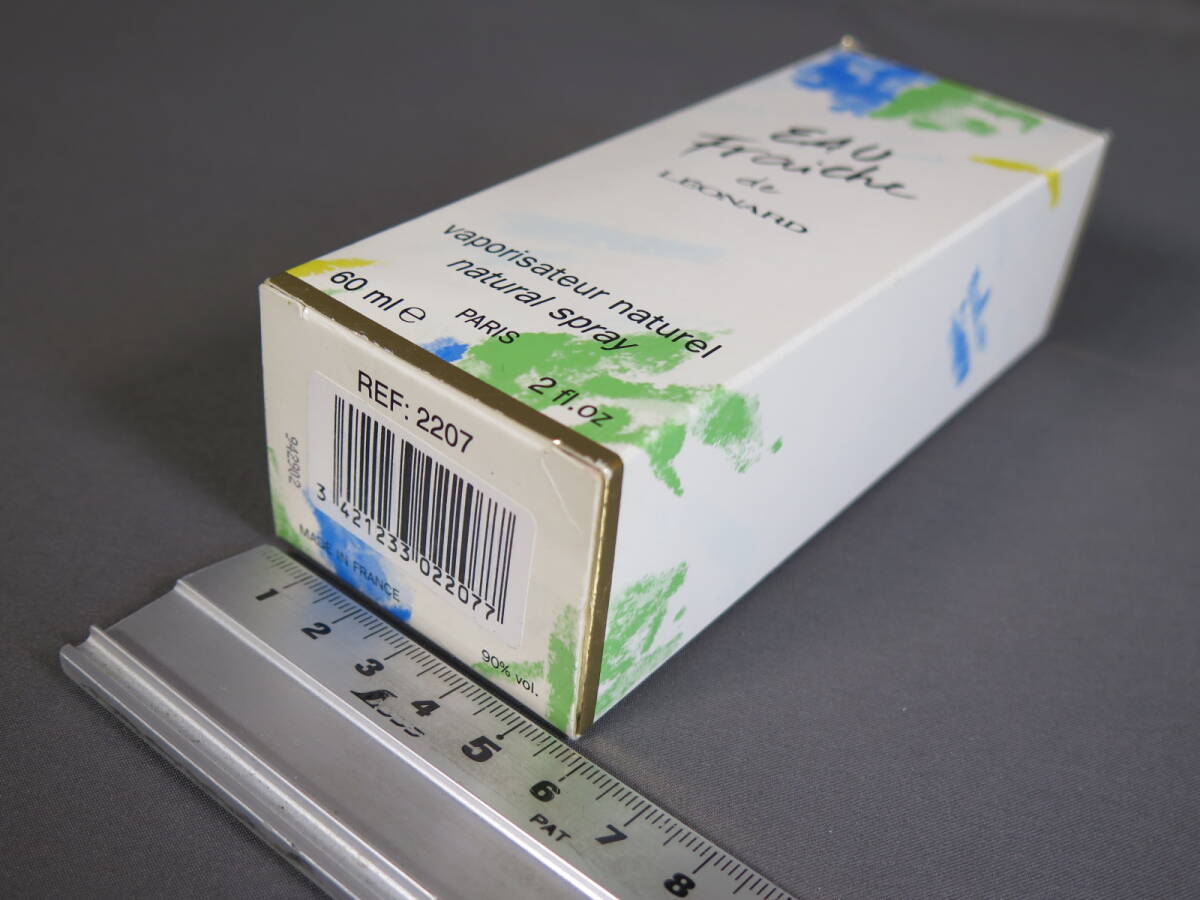 EAU
Fraîche
de
LEONARD
vaporisateur naturel
natural spray
60 ml e PARIS 2 fl.oz
REF: 2207
3 421233 022077
942902
MADE IN FRANCE
90% vol.
1 2 3 4 5 6 7 8
PAT